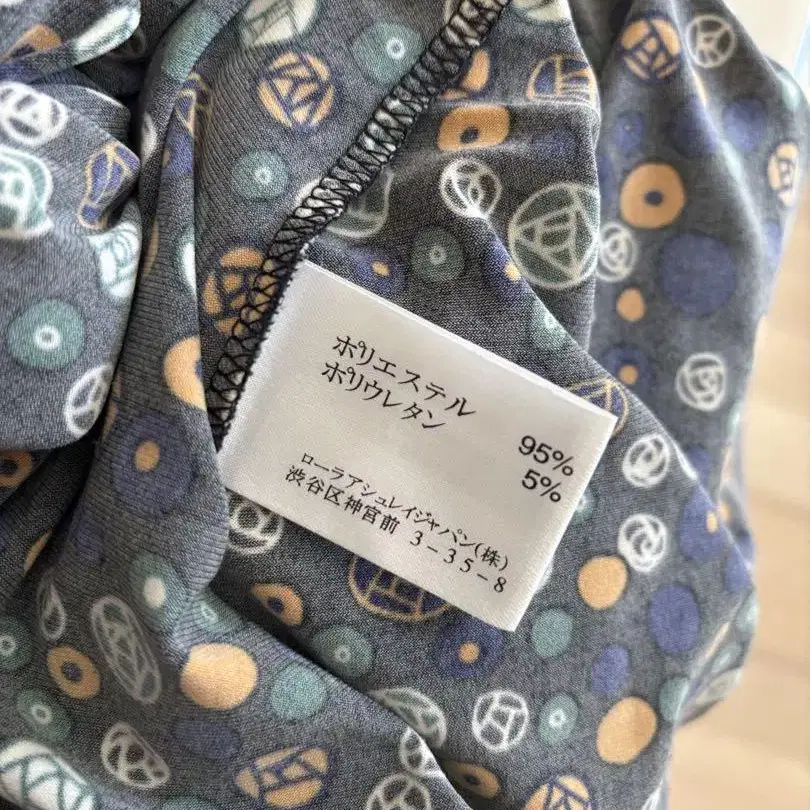 ポリエステル 95%
ポリウレタン 5%
ローラアシュレイジャパン(株)
渋谷区神宮前 3-35-8